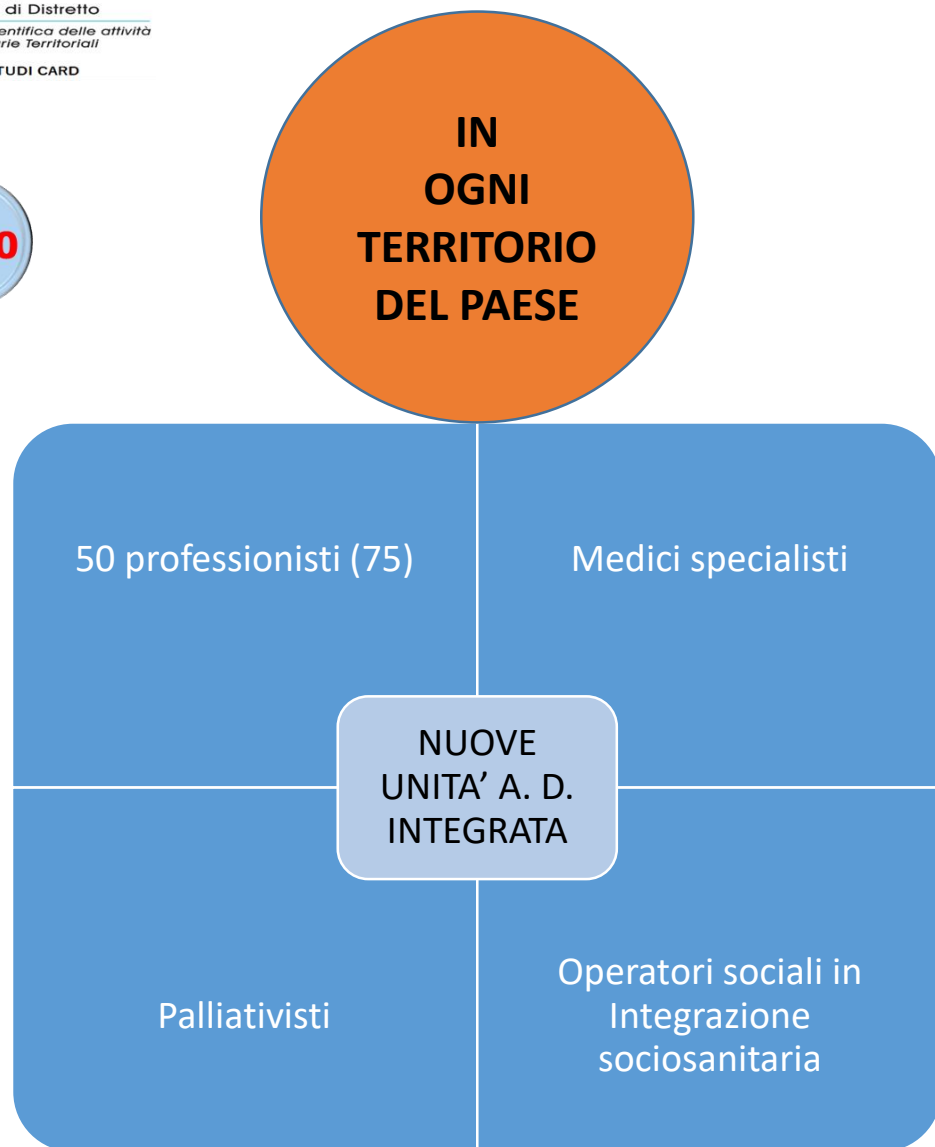 di Distretto
entifica delle attività
rie Territoriali
TUDI CARD
0
IN
OGNI
TERRITORIO
DEL PAESE
50 professionisti (75)
Medici specialisti
NUOVE
UNITA’ A. D.
INTEGRATA
Palliativisti
Operatori sociali in
Integrazione
sociosanitaria